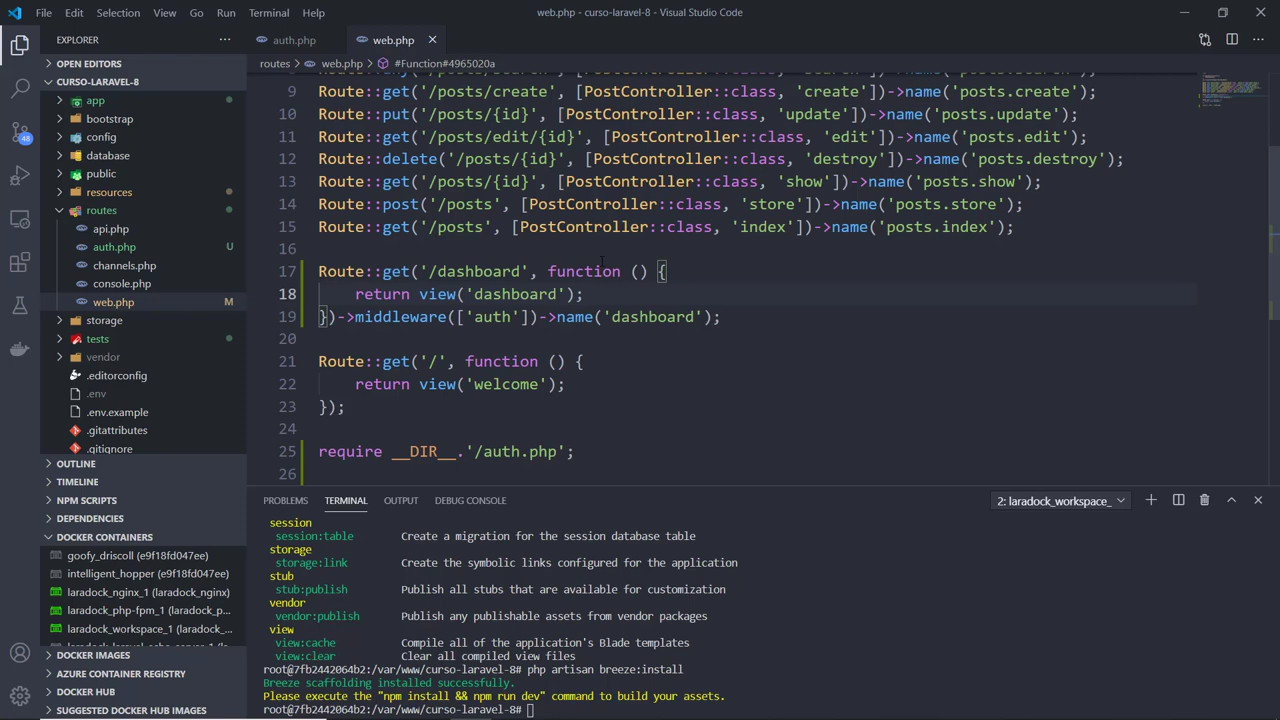 File Edit Selection View Go Run Terminal Help
web.php - curso-laravel-8 - Visual Studio Code
EXPLORER
auth.php
web.php
OPEN EDITORS
routes > web.php > #Function#4965020a
CURSO-LARAVEL-8
app
bootstrap
config
database
public
resources
routes
api.php
auth.php U
channels.php
console.php
web.php M
storage
tests
vendor
.editorconfig
.env
.env.example
.gitattributes
.gitignore
OUTLINE
TIMELINE
NPM SCRIPTS
DEPENDENCIES
DOCKER CONTAINERS
goofy_driscoll (e9f18fd047ee)
intelligent_hopper (e9f18fd047ee)
laradock_nginx_1 (laradock_nginx)
laradock_php-fpm_1 (laradock_p...
laradock_workspace_1 (laradock_...
DOCKER IMAGES
AZURE CONTAINER REGISTRY
DOCKER HUB
SUGGESTED DOCKER HUB IMAGES
48
9 Route::get('/posts/create', [PostController::class, 'create'])->name('posts.create');
10 Route::put('/posts/{id}', [PostController::class, 'update'])->name('posts.update');
11 Route::get('/posts/edit/{id}', [PostController::class, 'edit'])->name('posts.edit');
12 Route::delete('/posts/{id}', [PostController::class, 'destroy'])->name('posts.destroy');
13 Route::get('/posts/{id}', [PostController::class, 'show'])->name('posts.show');
14 Route::post('/posts', [PostController::class, 'store'])->name('posts.store');
15 Route::get('/posts', [PostController::class, 'index'])->name('posts.index');
16
17 Route::get('/dashboard', function () {
18 return view('dashboard');
19 })->middleware(['auth'])->name('dashboard');
20
21 Route::get('/', function () {
22 return view('welcome');
23 });
24
25 require __DIR__.'/auth.php';
26
PROBLEMS TERMINAL OUTPUT DEBUG CONSOLE
2: laradock_workspace_
session
session:table Create a migration for the session database table
storage
storage:link Create the symbolic links configured for the application
stub
stub:publish Publish all stubs that are available for customization
vendor
vendor:publish Publish any publishable assets from vendor packages
view
view:cache Compile all of the application's Blade templates
view:clear Clear all compiled view files
root@7fb2442064b2:/var/www/curso-laravel-8# php artisan breeze:install
Breeze scaffolding installed successfully.
Please execute the "npm install && npm run dev" command to build your assets.
root@7fb2442064b2:/var/www/curso-laravel-8#